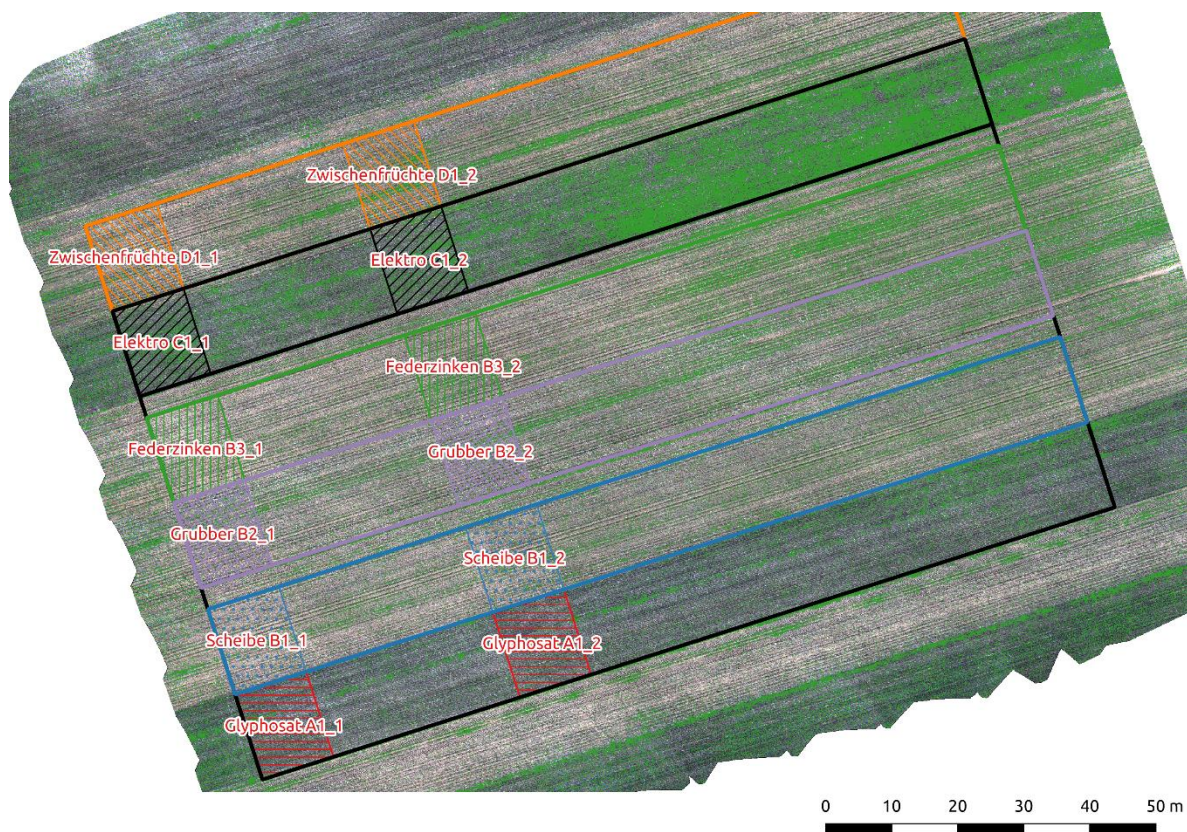 Zwischenfrüchte D1_2
Zwischenfrüchte D1_1
Elektro C1_2
Elektro C1_1
Federzinken B3_2
Federzinken B3_1
Grubber B2_2
Grubber B2_1
Scheibe B1_2
Scheibe B1_1
Glyphosat A1_2
Glyphosat A1_1
0 10 20 30 40 50 m